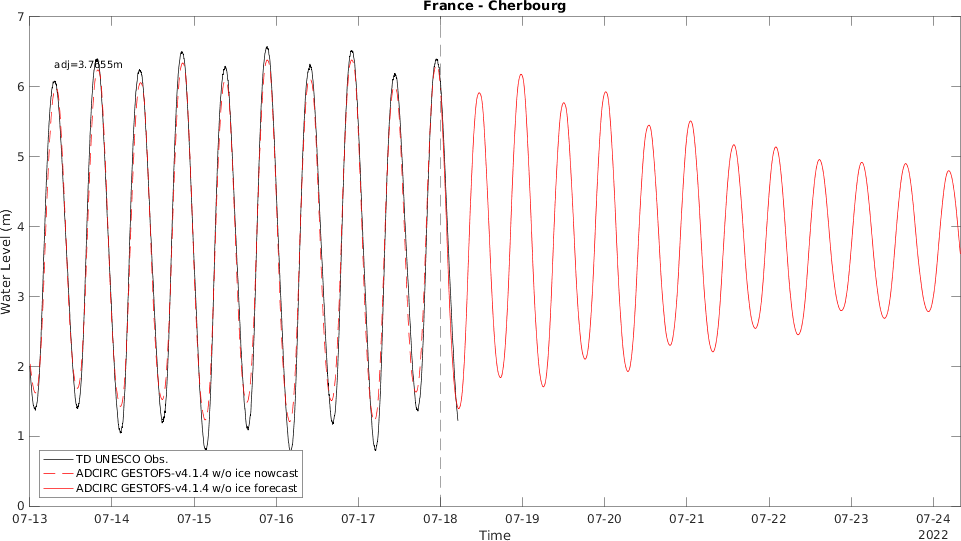 France - Cherbourg
7
adj=3.7855m
6
5
4
3
2
1
0
Water Level (m)
TD UNESCO Obs.
ADCIRC GESTOFS-v4.1.4 w/o ice nowcast
ADCIRC GESTOFS-v4.1.4 w/o ice forecast
07-13 07-14 07-15 07-16 07-17 07-18 07-19 07-20 07-21 07-22 07-23 07-24
Time
2022